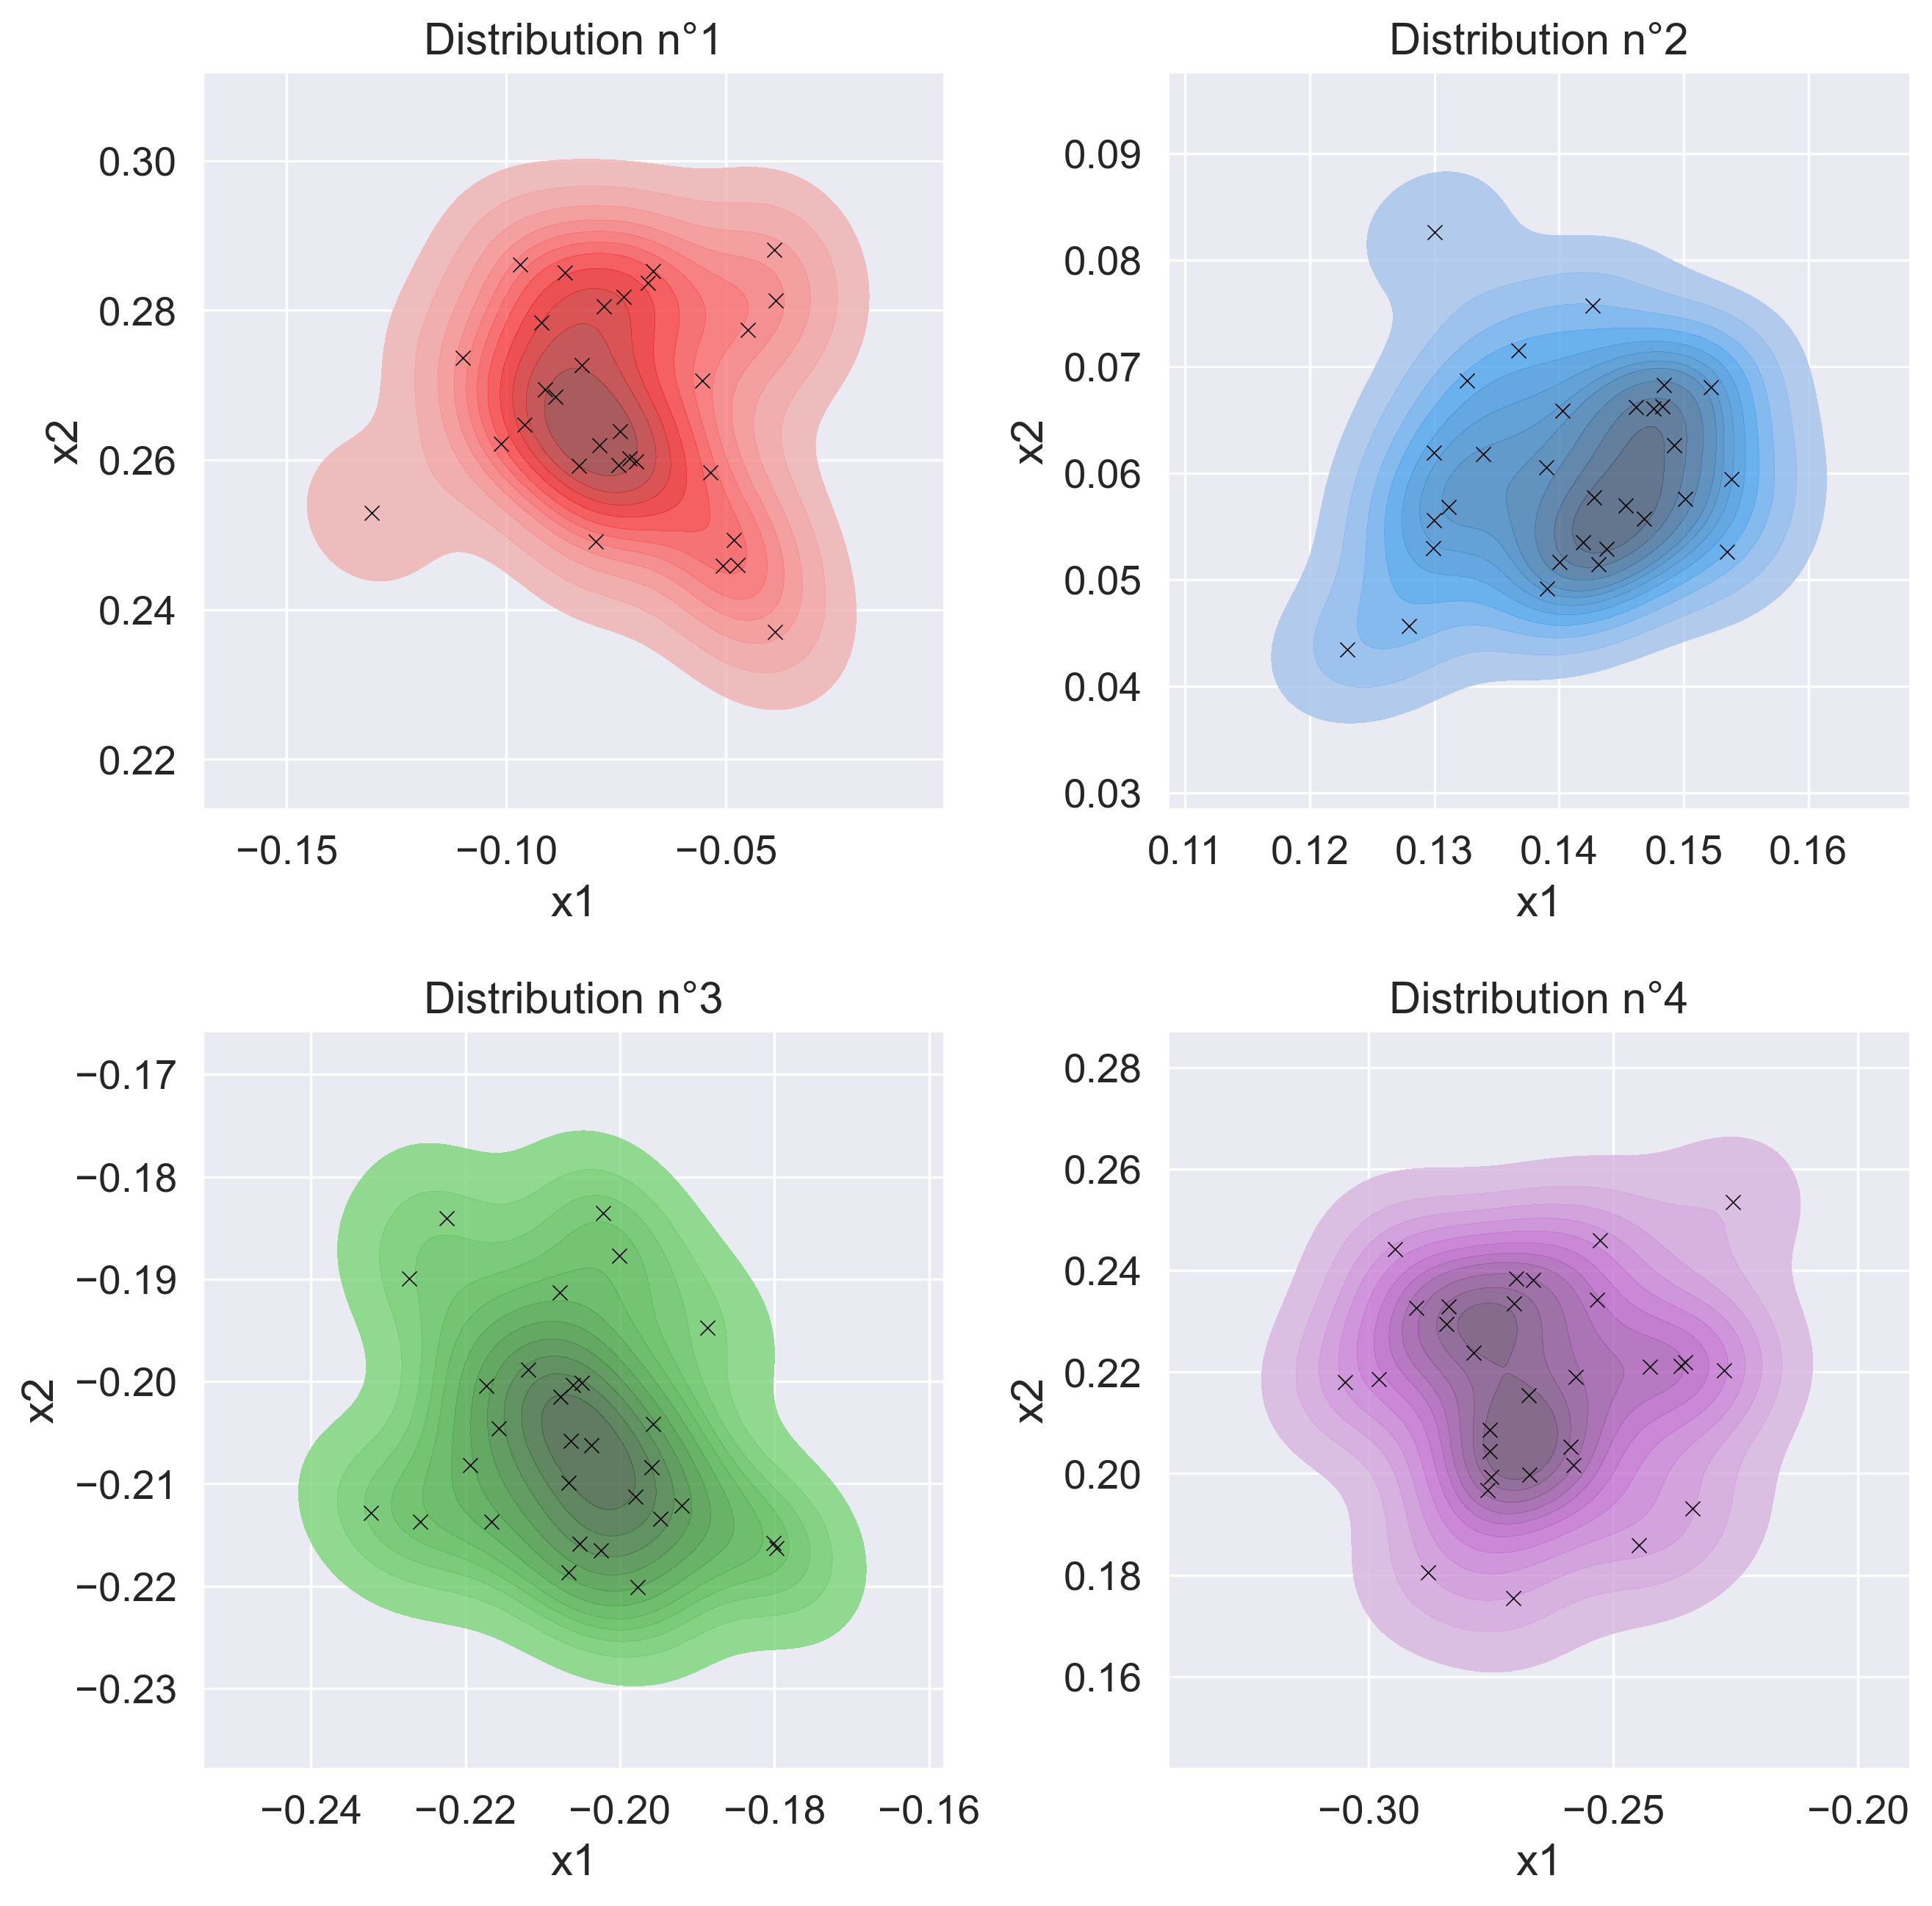 Distribution n°1
0.30
0.28
0.26
0.24
0.22
x2
−0.15 −0.10 −0.05
x1
Distribution n°2
0.09
0.08
0.07
0.06
0.05
0.04
0.03
x2
0.11 0.12 0.13 0.14 0.15 0.16
x1
Distribution n°3
−0.17
−0.18
−0.19
−0.20
−0.21
−0.22
−0.23
x2
−0.24 −0.22 −0.20 −0.18 −0.16
x1
Distribution n°4
0.28
0.26
0.24
0.22
0.20
0.18
0.16
x2
−0.30 −0.25 −0.20
x1